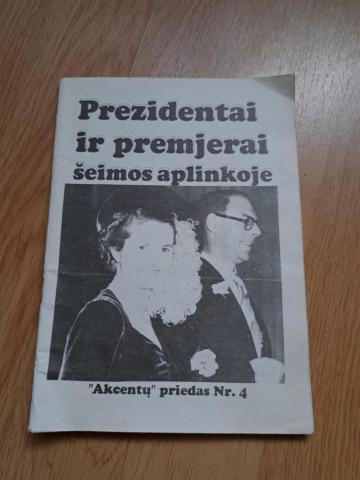 Prezidentai
ir premjerai
šeimos aplinkoje
"Akcentų" priedas Nr. 4